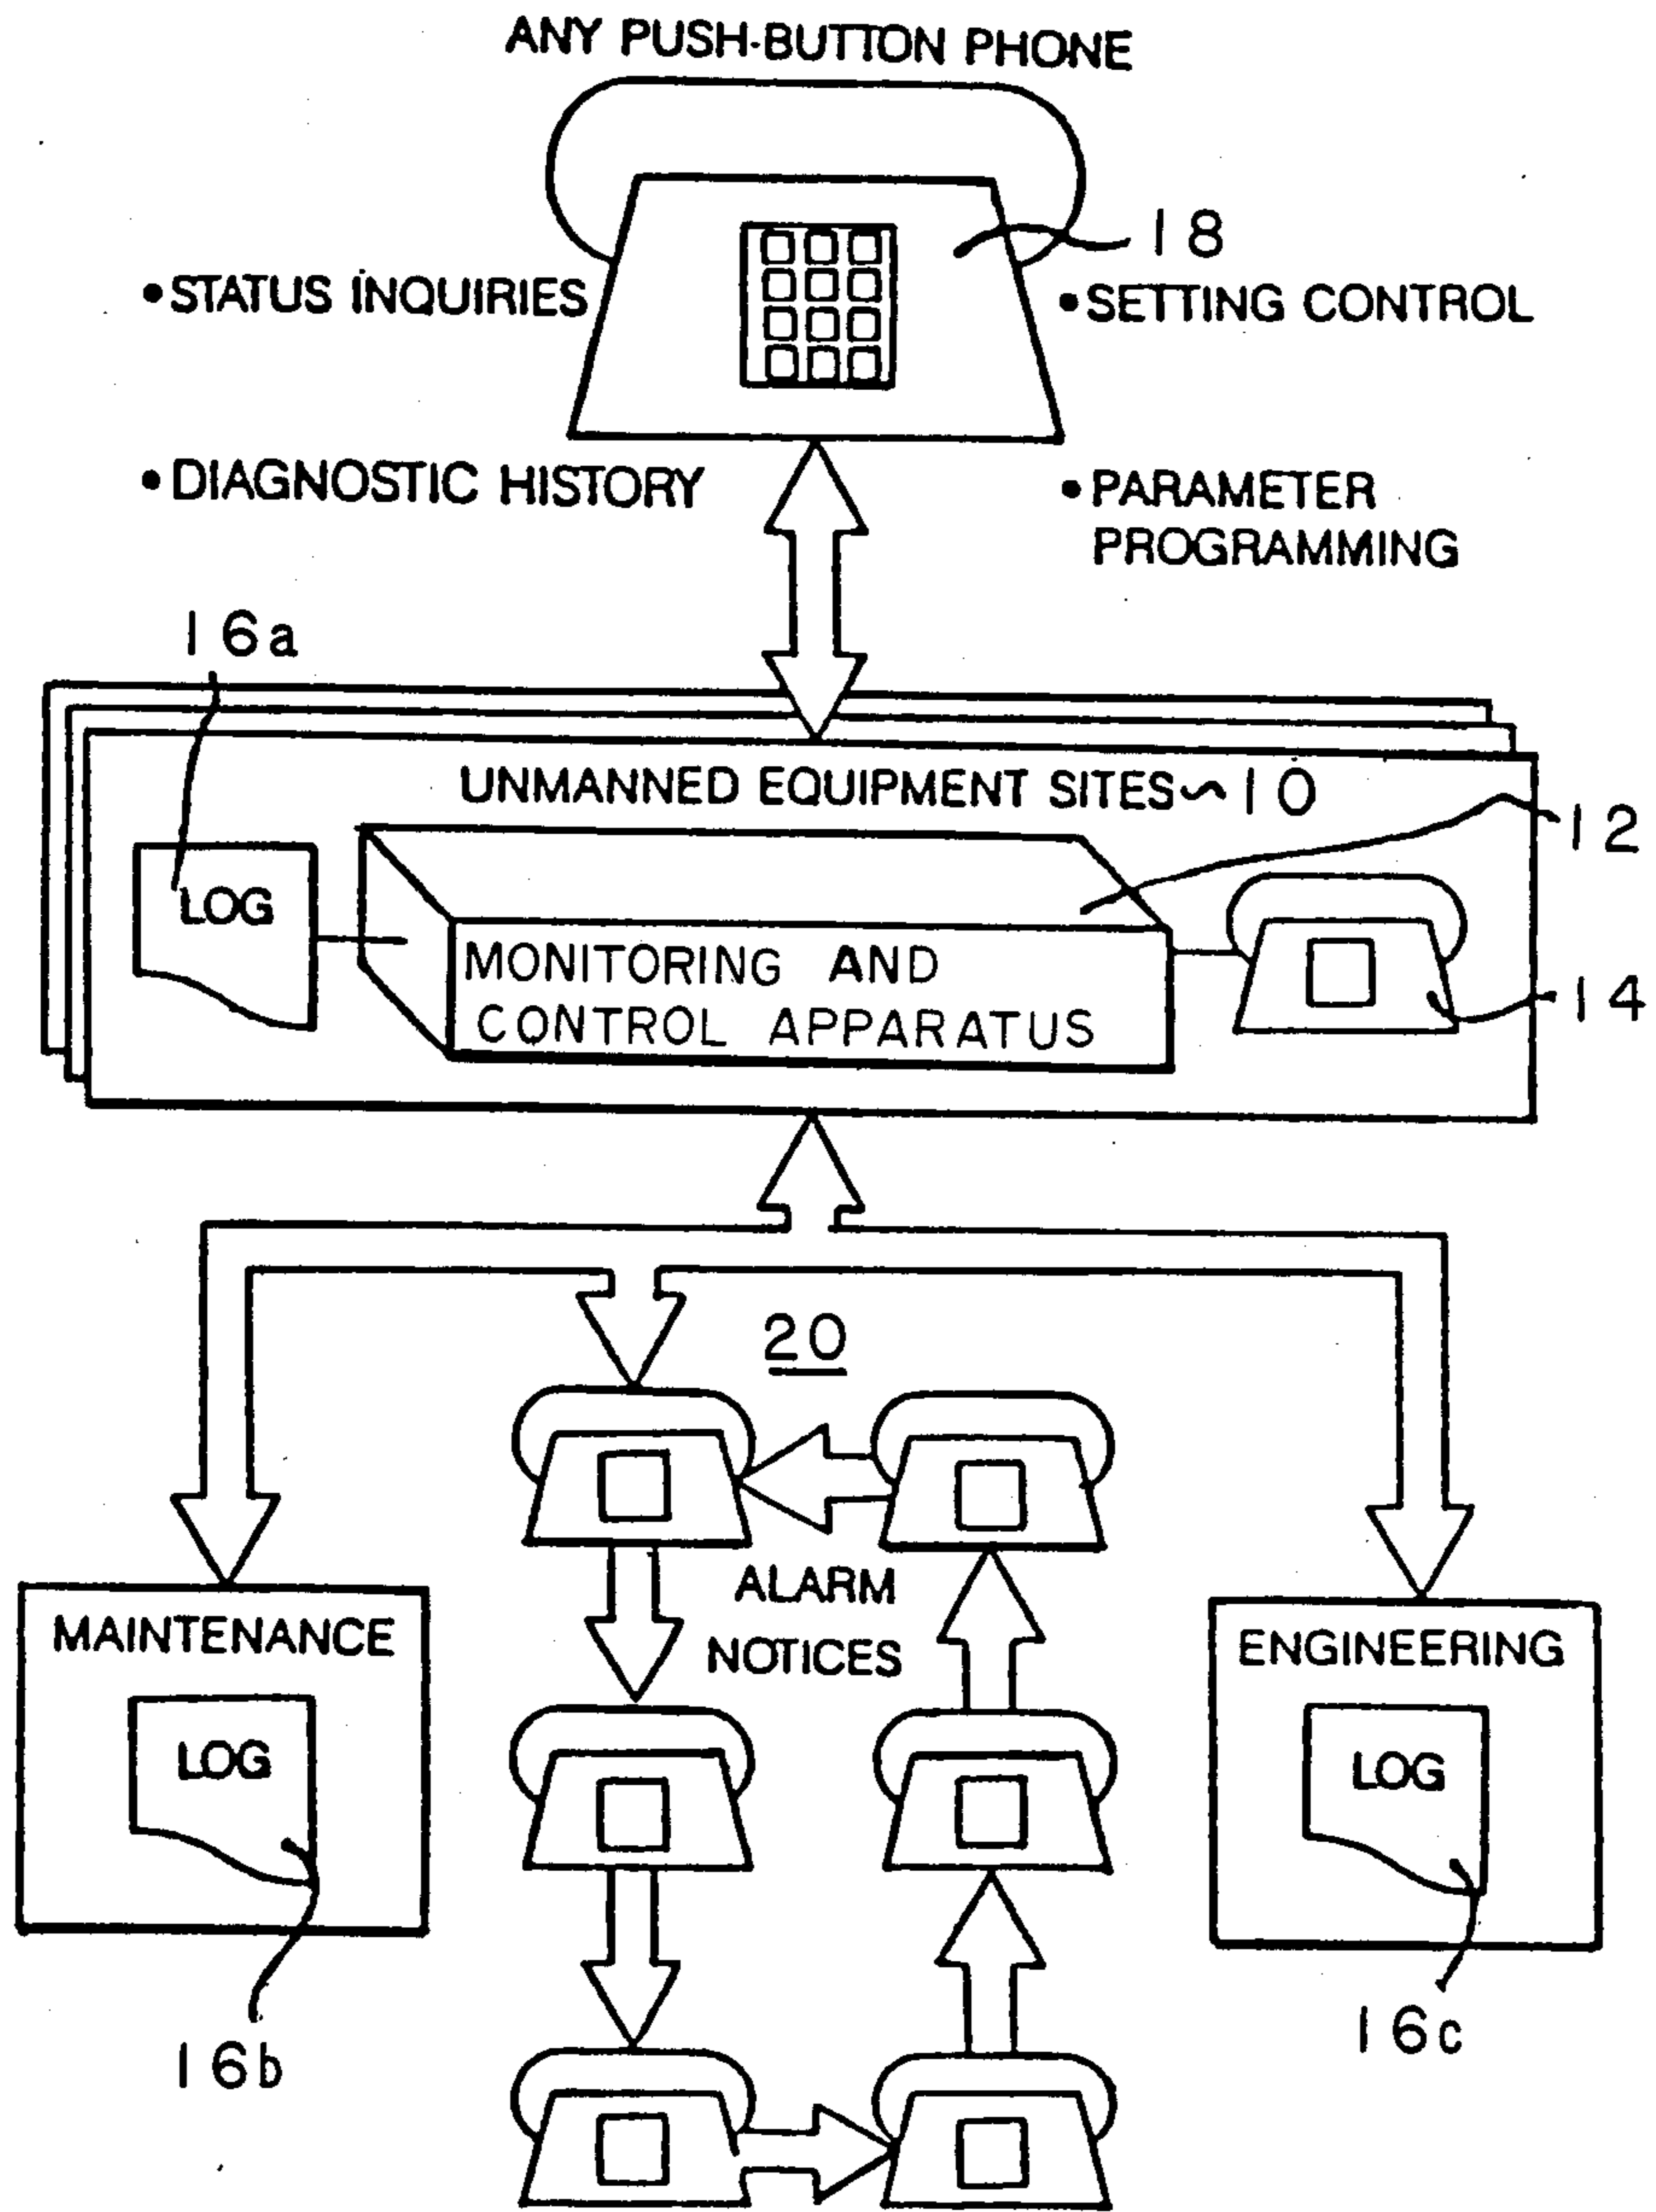 ANY PUSH-BUTTON PHONE
18
• STATUS INQUIRIES
• SETTING CONTROL
• DIAGNOSTIC HISTORY
• PARAMETER
PROGRAMMING
16a
UNMANNED EQUIPMENT SITES ~ 10
12
LOG
MONITORING AND
CONTROL APPARATUS
14
20
ALARM
NOTICES
MAINTENANCE
ENGINEERING
LOG
LOG
16b
16c